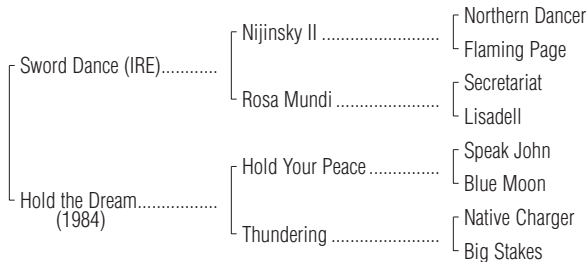 Northern Dancer
Nijinsky II ........................
Flaming Page
Sword Dance (IRE)...........
Secretariat
Rosa Mundi .....................
Lisadell
Speak John
Hold Your Peace ..............
Blue Moon
Hold the Dream................
(1984)
Native Charger
Thundering ......................
Big Stakes